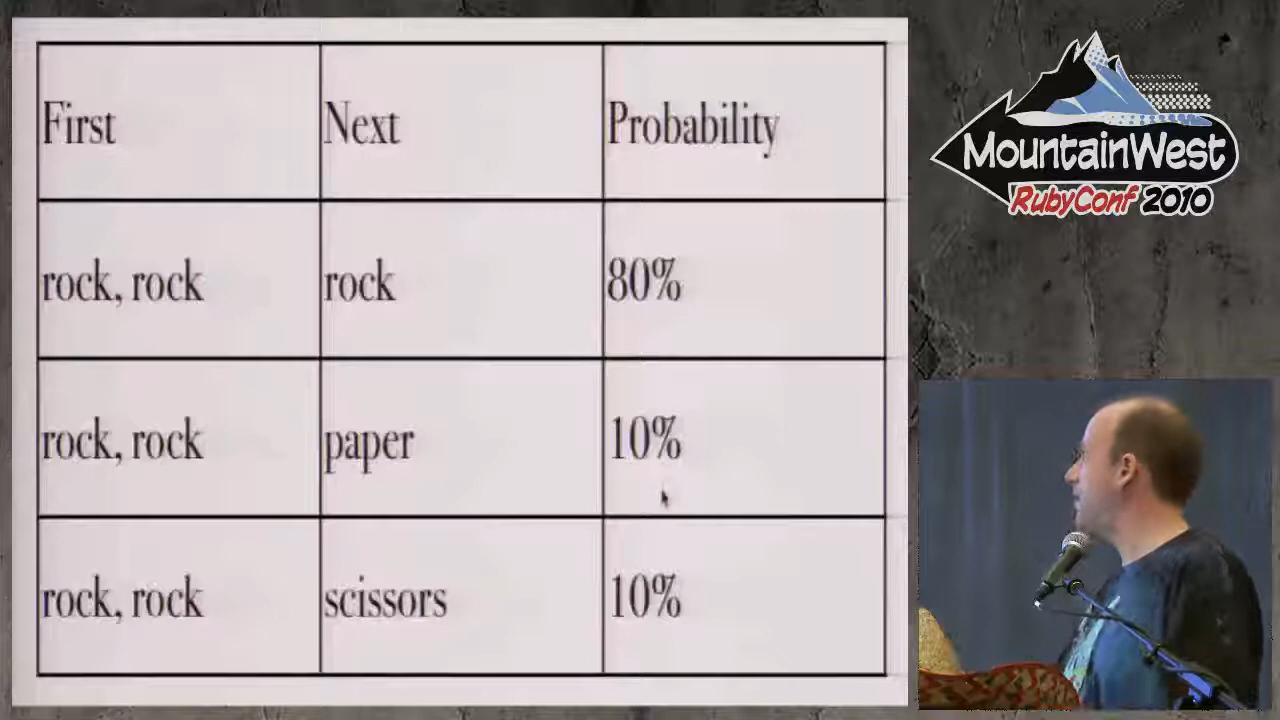 First Next Probability
rock, rock rock 80%
rock, rock paper 10%
rock, rock scissors 10%
MountainWest
RubyConf 2010